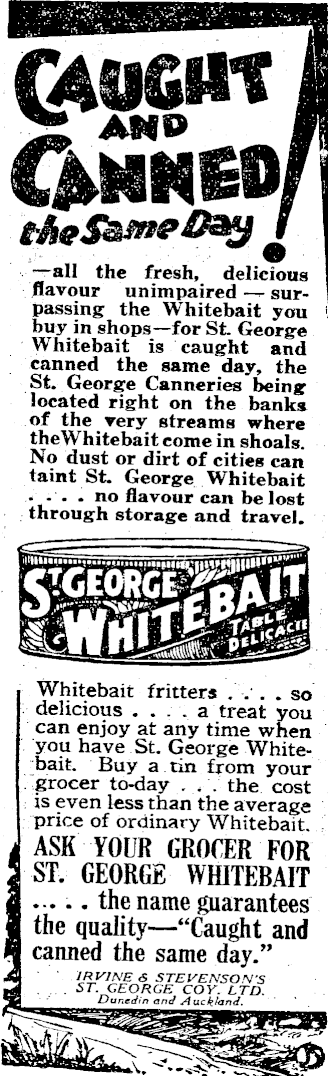 CAUGHT
AND
CANNED!
the Same Day
—all the fresh, delicious
flavour unimpaired — sur-
passing the Whitebait you
buy in shops—for St. George
Whitebait is caught and
canned the same day, the
St. George Canneries being
located right on the banks
of the very streams where
the Whitebait come in shoals.
No dust or dirt of cities can
taint St. George Whitebait
. . . . no flavour can be lost
through storage and travel.
ST. GEORGE
WHITEBAIT
TABLE
DELICACIE
Whitebait fritters . . . . so
delicious . . . . a treat you
can enjoy at any time when
you have St. George White-
bait. Buy a tin from your
grocer to-day . . . the cost
is even less than the average
price of ordinary Whitebait.
ASK YOUR GROCER FOR
ST. GEORGE WHITEBAIT
..... the name guarantees
the quality—“Caught and
canned the same day.”
IRVINE & STEVENSON'S
ST. GEORGE COY. LTD.
Dunedin and Auckland.